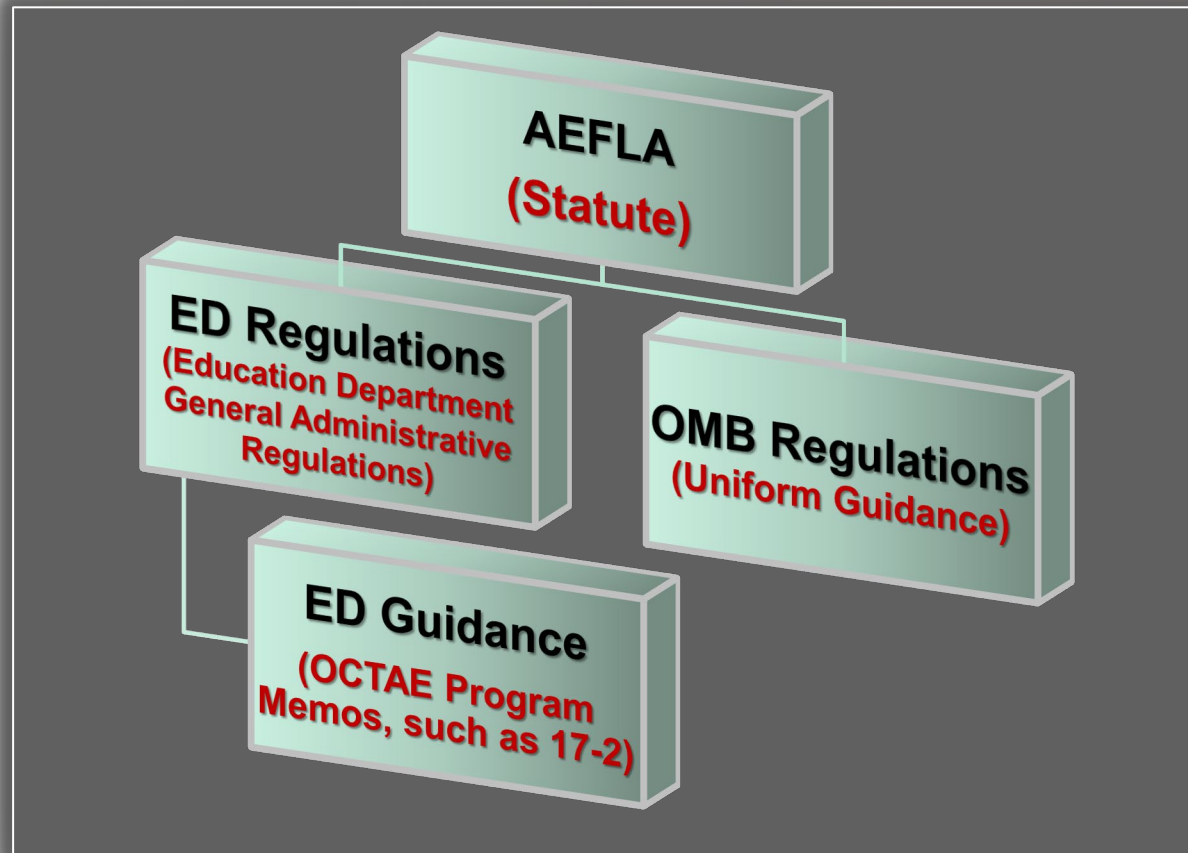 AEFLA
(Statute)
ED Regulations
(Education Department
General Administrative
Regulations)
OMB Regulations
(Uniform Guidance)
ED Guidance
(OCTAE Program
Memos, such as 17-2)